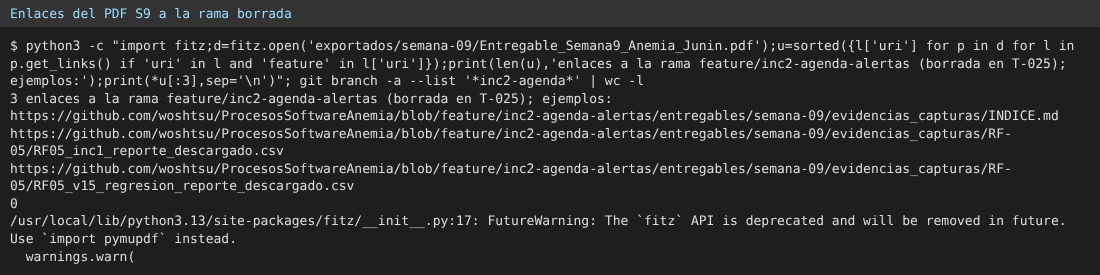 Enlaces del PDF S9 a la rama borrada
$ python3 -c "import fitz;d=fitz.open('exportados/semana-09/Entregable_Semana9_Anemia_Junin.pdf');u=sorted({l['uri'] for p in d for l in
p.get_links() if 'uri' in l and 'feature' in l['uri']});print(len(u),'enlaces a la rama feature/inc2-agenda-alertas (borrada en T-025);
ejemplos:');print(*u[:3],sep='\n')"; git branch -a --list '*inc2-agenda*' | wc -l
3 enlaces a la rama feature/inc2-agenda-alertas (borrada en T-025); ejemplos:
https://github.com/woshtsu/ProcesosSoftwareAnemia/blob/feature/inc2-agenda-alertas/entregables/semana-09/evidencias_capturas/INDICE.md
https://github.com/woshtsu/ProcesosSoftwareAnemia/blob/feature/inc2-agenda-alertas/entregables/semana-09/evidencias_capturas/RF-
05/RF05_inc1_reporte_descargado.csv
https://github.com/woshtsu/ProcesosSoftwareAnemia/blob/feature/inc2-agenda-alertas/entregables/semana-09/evidencias_capturas/RF-
05/RF05_v15_regresion_reporte_descargado.csv
0
/usr/local/lib/python3.13/site-packages/fitz/__init__.py:17: FutureWarning: The `fitz` API is deprecated and will be removed in future.
Use `import pymupdf` instead.
  warnings.warn(